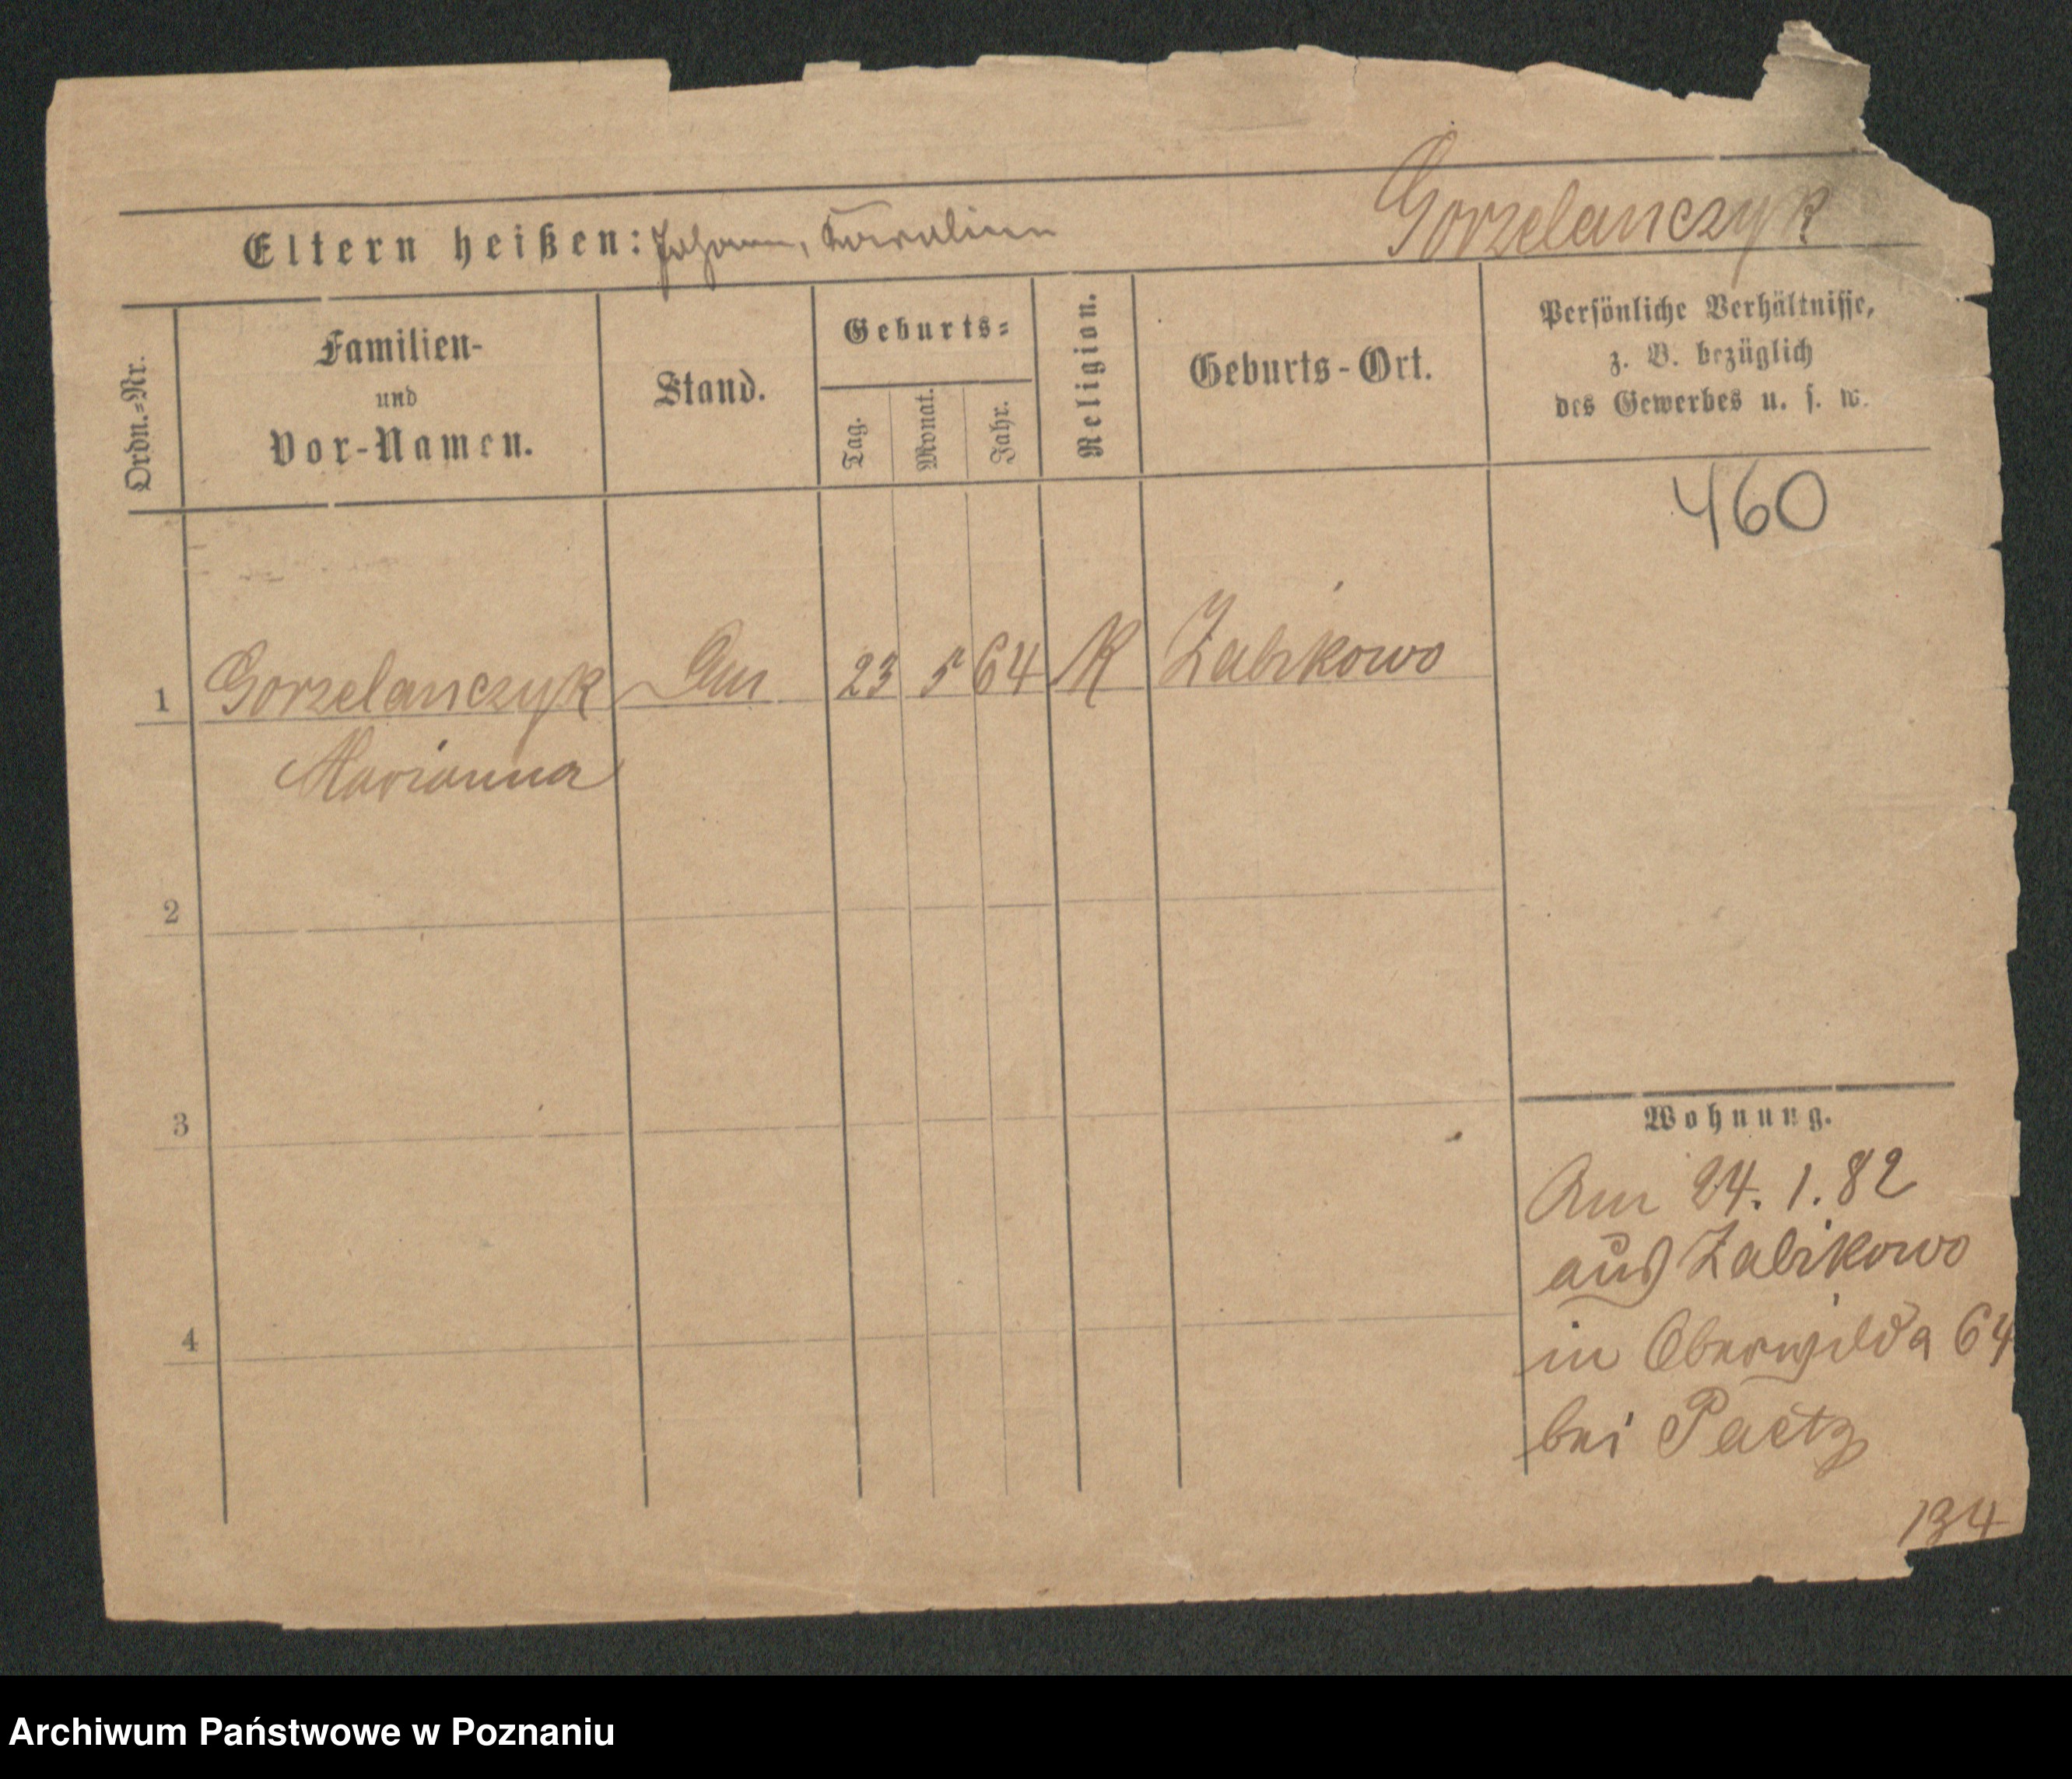 Gorzelanczyk
Eltern heißen: Johann, Karoline
Ordn.-Nr.
Familien-
und
Vor-Namen.
Stand.
Geburts-
Tag.
Monat.
Jahr.
Religion.
Geburts-Ort.
Persönliche Verhältnisse,
z. B. bezüglich
des Gewerbes u. s. w.
460
1 Gorzelanczyk 23 5 64 K Zabikowo
Marianna
2
3
4
Wohnung.
Am 24. 1. 82
aus Zabikowo
in Oberwilda 64
bei Paetz
134
Archiwum Państwowe w Poznaniu